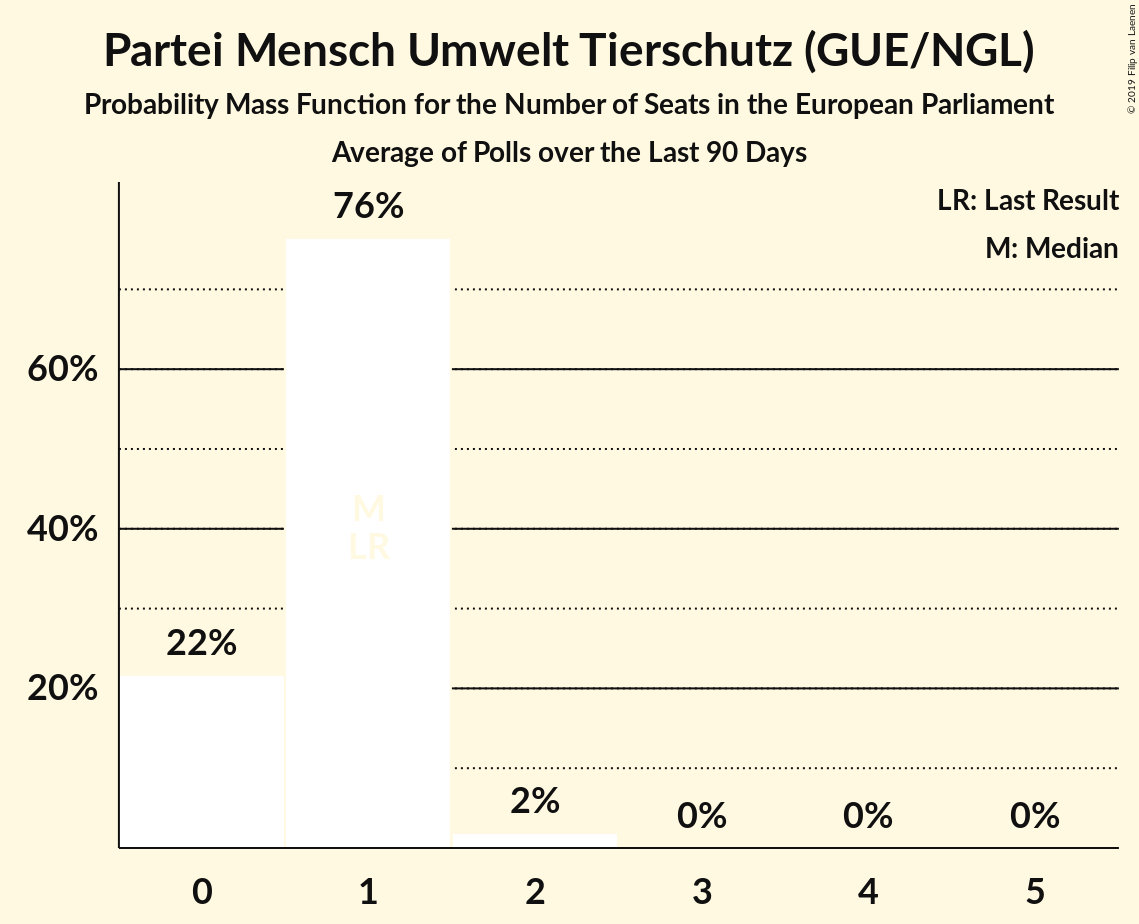 Partei Mensch Umwelt Tierschutz (GUE/NGL)
Probability Mass Function for the Number of Seats in the European Parliament
Average of Polls over the Last 90 Days
© 2019 Filip van Laenen
LR: Last Result
M: Median
76%
60%
M
40%
LR
22%
20%
2%
0%
0%
0%
0
1
2
3
4
5